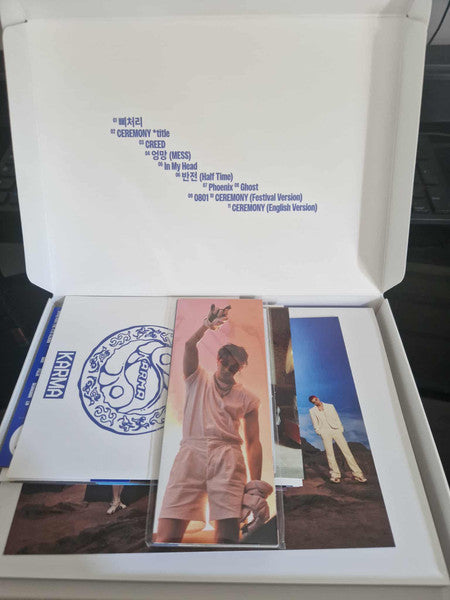 01 삐처리
02 CEREMONY *title
03 CREED
04 엉망 (MESS)
05 In My Head
06 반전 (Half Time)
07 Phoenix 08 Ghost
09 0801 10 CEREMONY (Festival Version)
11 CEREMONY (English Version)
KARMA
KARMA